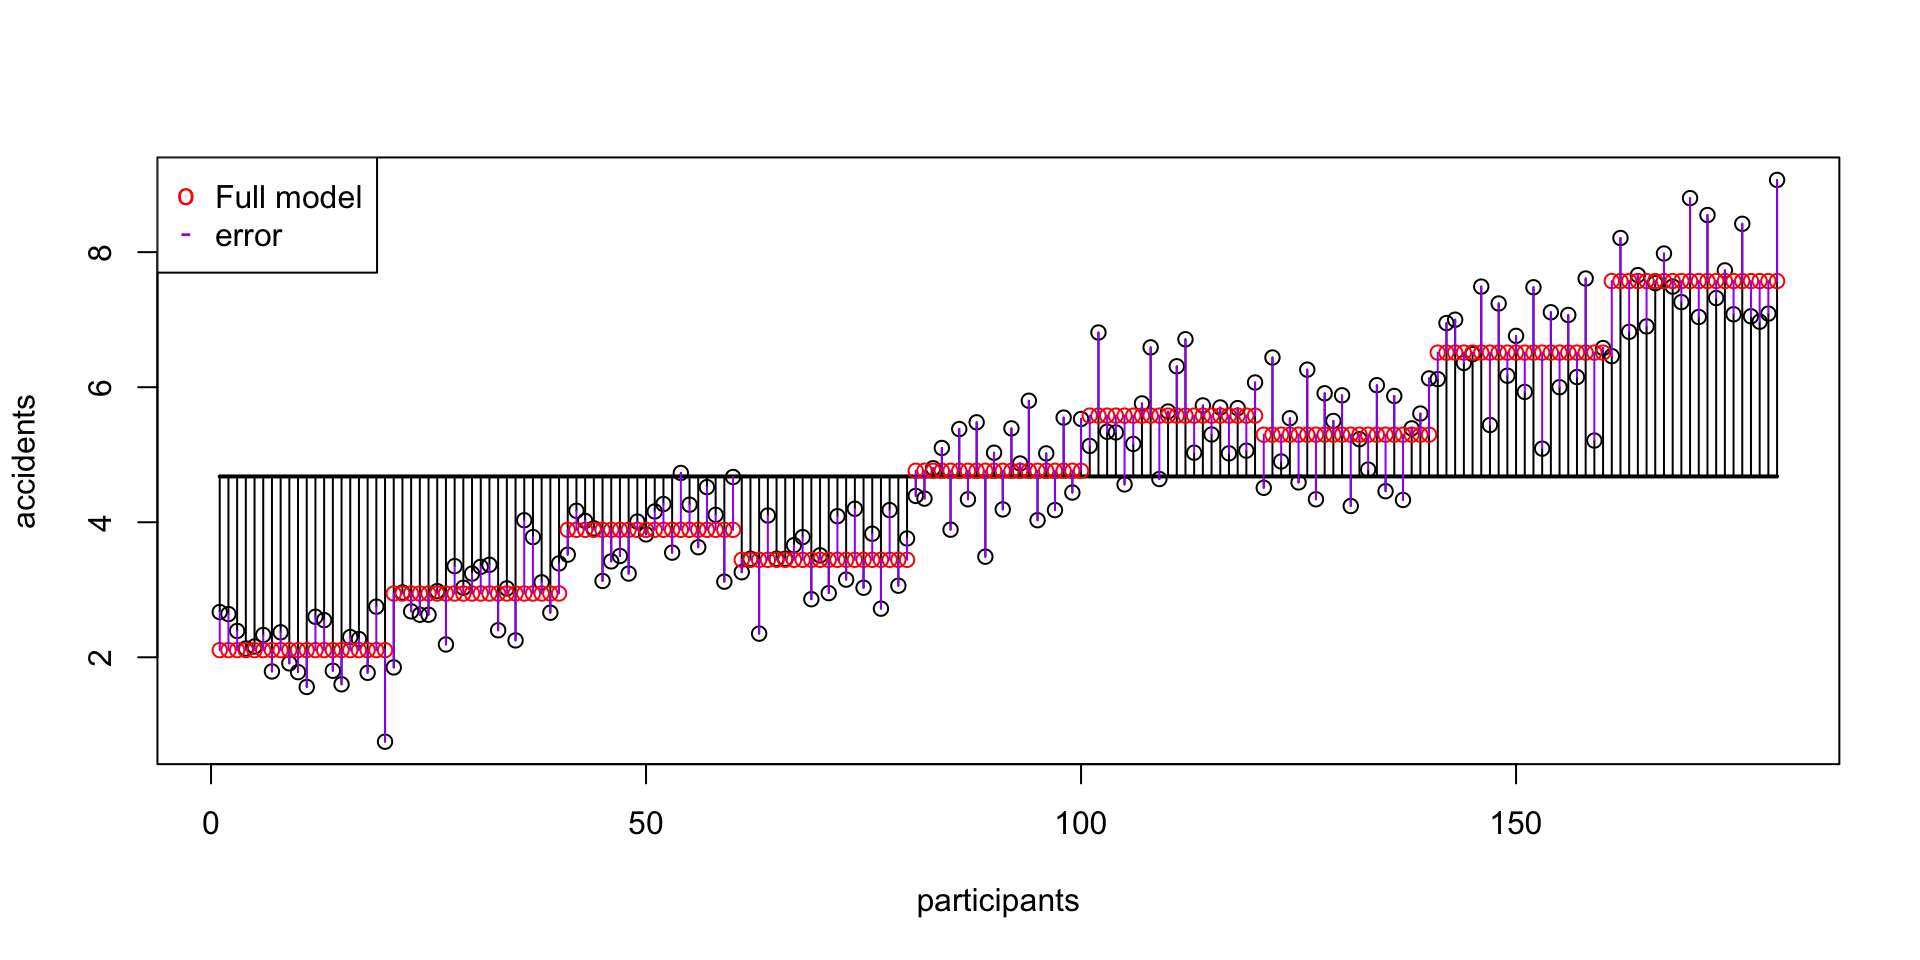 o Full model
- error
8
6
4
2
accidents
0 50 100 150
participants